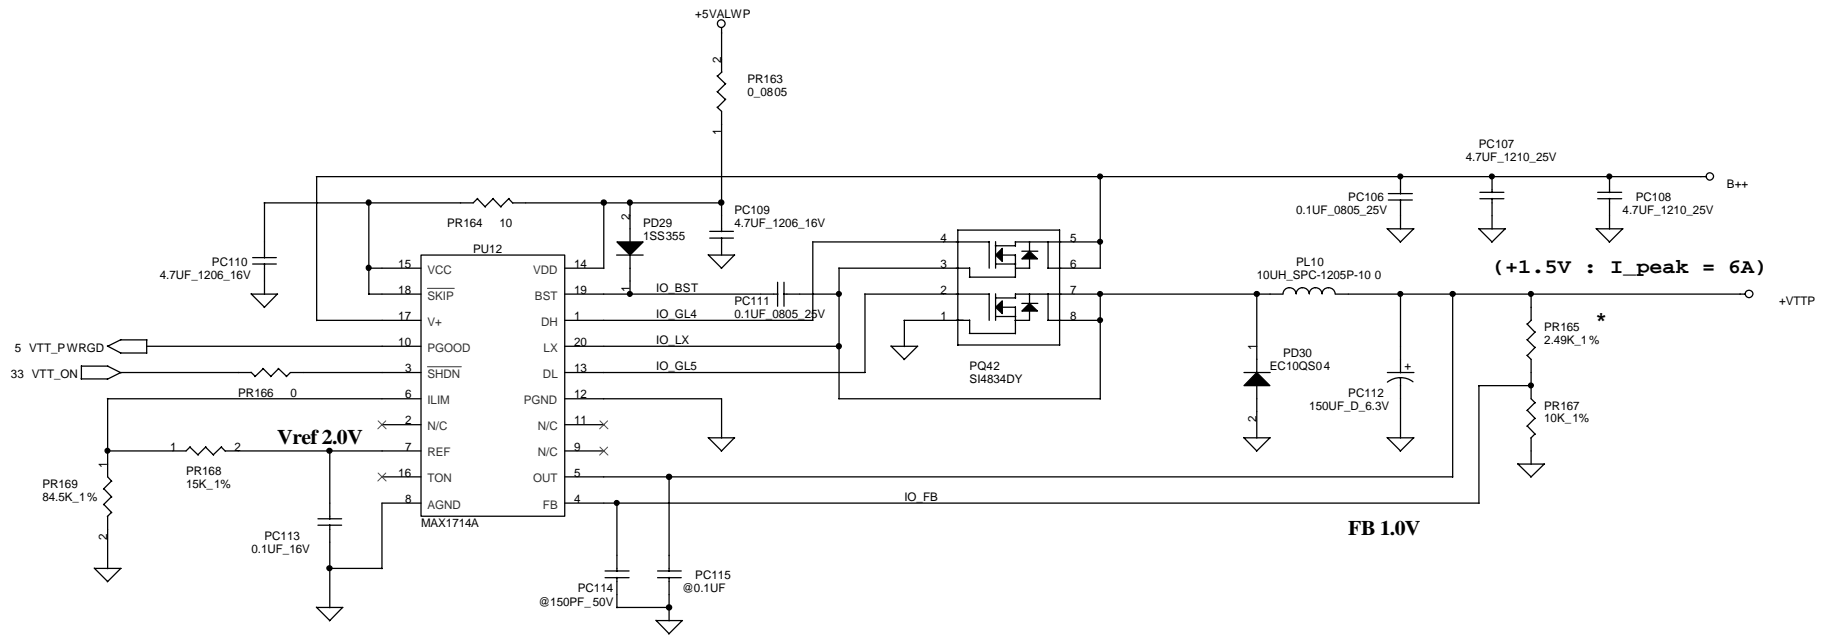 +5VALWP
2
PR163
0_0805
1
PC107
4.7UF_1210_25V
B++
PC106
0.1UF_0805_25V
PC108
4.7UF_1210_25V
PR164 10
2
PD29
1SS355
1
PC109
4.7UF_1206_16V
PC110
4.7UF_1206_16V
PU12
15 VCC VDD 14
18 SKIP BST 19
17 V+ DH 1
10 PGOOD LX 20
3 SHDN DL 13
6 ILIM PGND 12
2 N/C N/C 11
7 REF N/C 9
16 TON OUT 5
8 AGND FB 4
MAX1714A
IO_BST
PC111
0.1UF_0805_25V
IO_GL4
IO_LX
IO_GL5
4 5
3 6
2 7
1 8
PQ42
SI4834DY
PL10
10UH_SPC-1205P-10 0
(+1.5V : I_peak = 6A)
+VTTP
1
PD30
EC10QS04
2
PC112
+
150UF_D_6.3V
PR165
*
2.49K_1%
PR167
10K_1%
5 VTT_PWRGD
33 VTT_ON
PR166 0
Vref 2.0V
1 2
PR168
15K_1%
1
PR169
84.5K_1%
2
PC113
0.1UF_16V
IO_FB
FB 1.0V
PC114
@150PF_50V
PC115
@0.1UF